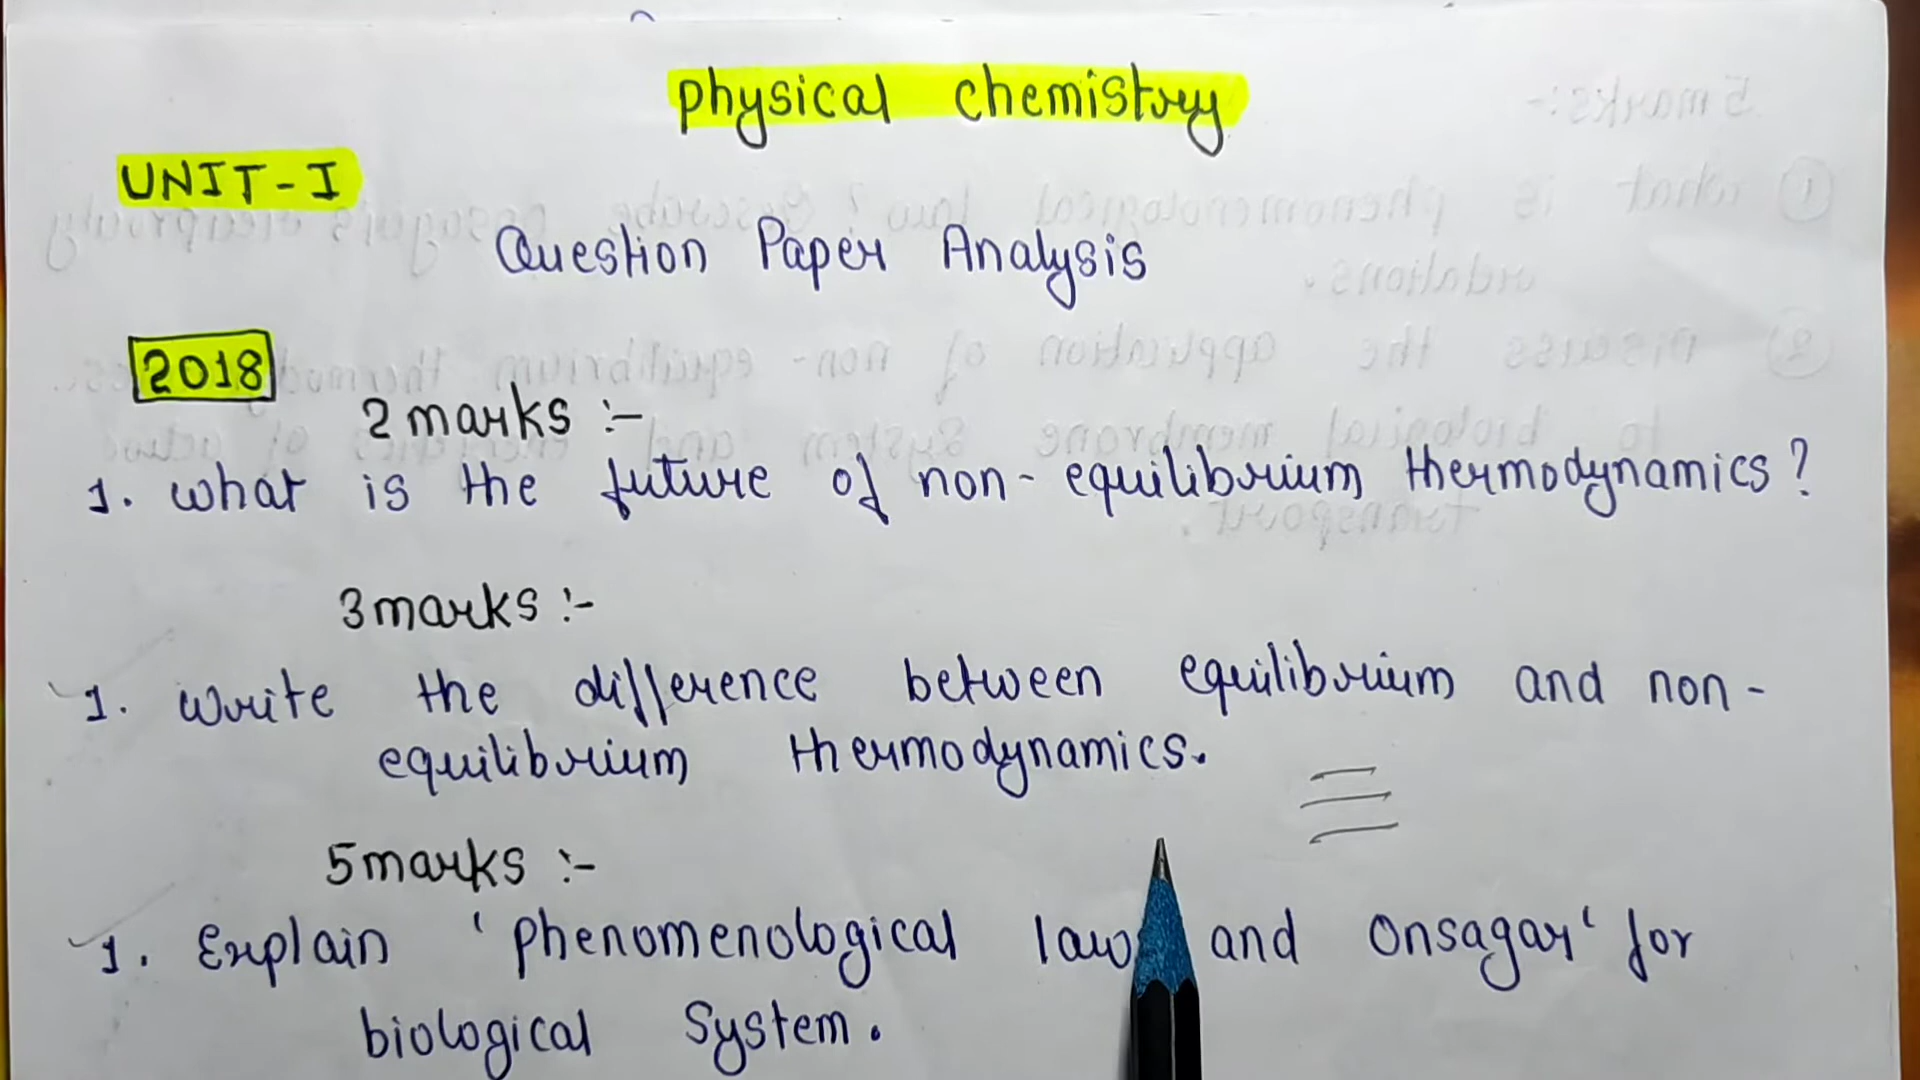 Physical chemistry
UNIT-I
Question Paper Analysis
2018
2 marks :-
1. what is the future of non-equilibrium thermodynamics?
3 marks :-
1. Write the difference between equilibrium and non-
equilibrium thermodynamics.
5 marks :-
1. Explain 'phenomenological law and Onsagar' for
biological System.